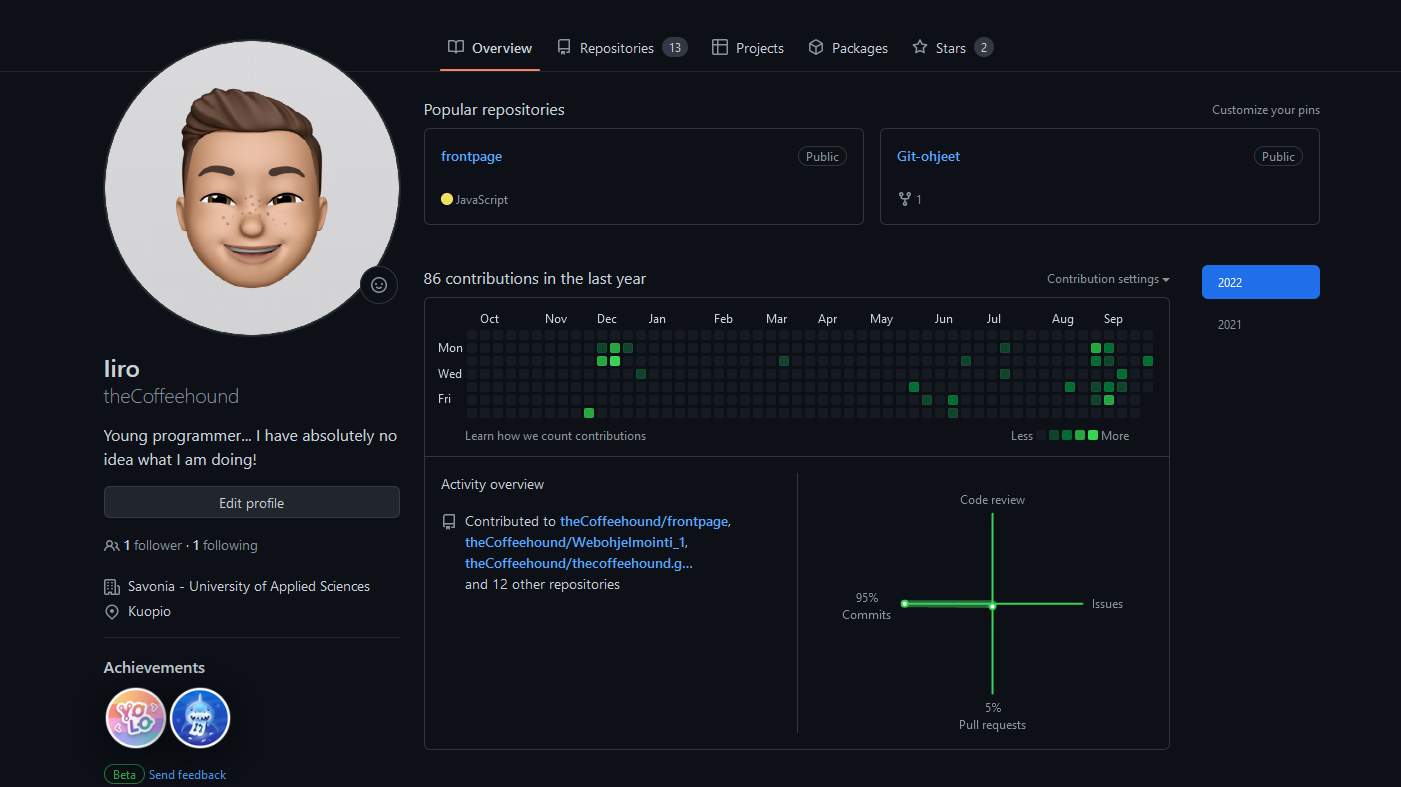 Overview
Repositories 13
Projects
Packages
Stars 2
Popular repositories
Customize your pins
frontpage
Public
JavaScript
Git-ohjeet
Public
1
86 contributions in the last year
Contribution settings
2022
2021
Oct Nov Dec Jan Feb Mar Apr May Jun Jul Aug Sep
Mon
Wed
Fri
Learn how we count contributions
Less More
Iiro
theCoffeehound
Young programmer... I have absolutely no
idea what I am doing!
Edit profile
1 follower · 1 following
Savonia - University of Applied Sciences
Kuopio
Achievements
YOLO
Beta Send feedback
Activity overview
Contributed to theCoffeehound/frontpage,
theCoffeehound/Webohjelmointi_1,
theCoffeehound/thecoffeehound.g...
and 12 other repositories
Code review
95%
Commits
Issues
5%
Pull requests